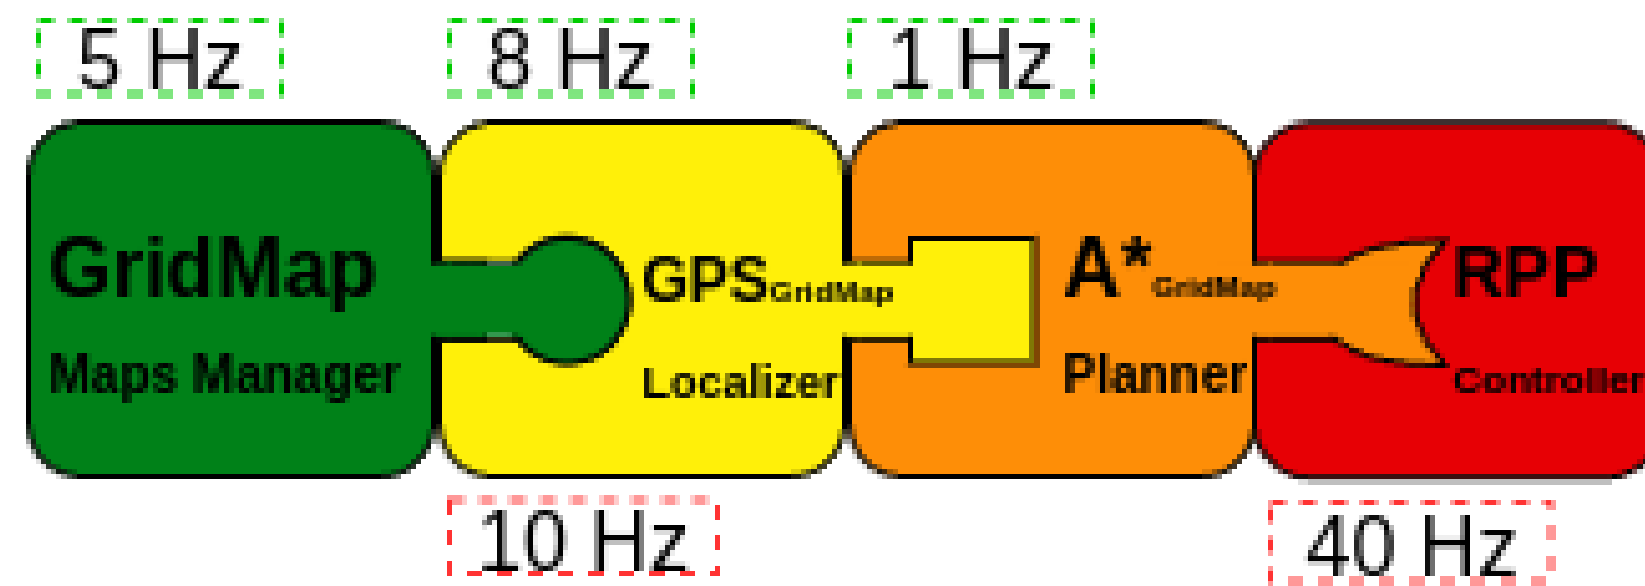 5 Hz
8 Hz
1 Hz
GridMap
Maps Manager
GPSGridMap
Localizer
A*GridMap
Planner
RPP
Controller
10 Hz
40 Hz